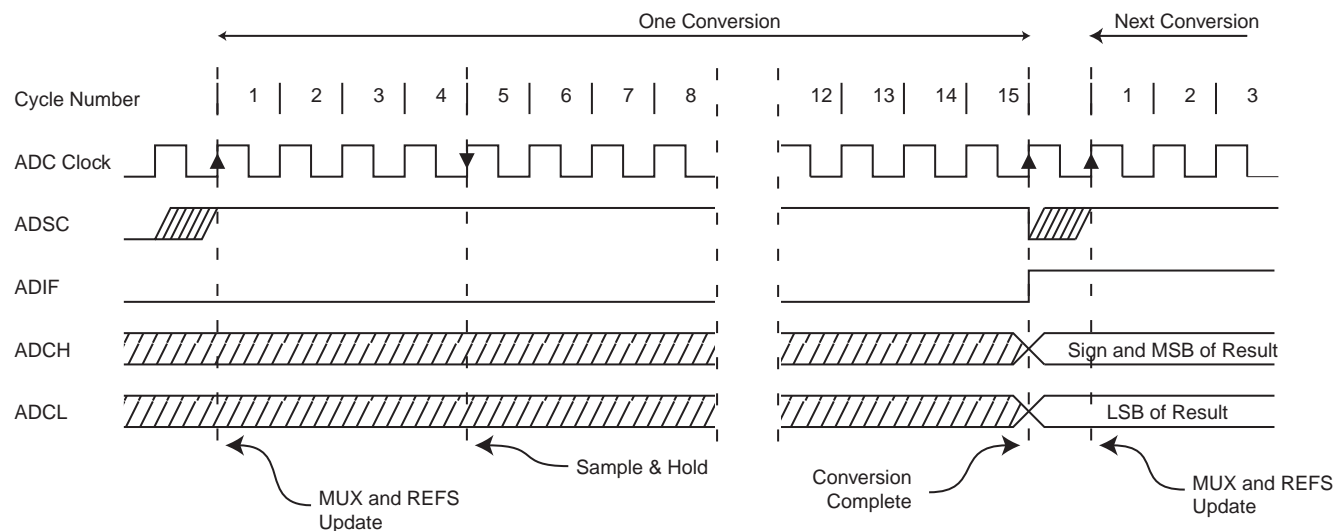 One Conversion
Next Conversion
Cycle Number
1 2 3 4 5 6 7 8 12 13 14 15 1 2 3
ADC Clock
ADSC
ADIF
ADCH
Sign and MSB of Result
ADCL
LSB of Result
MUX and REFS
Update
Sample & Hold
Conversion
Complete
MUX and REFS
Update